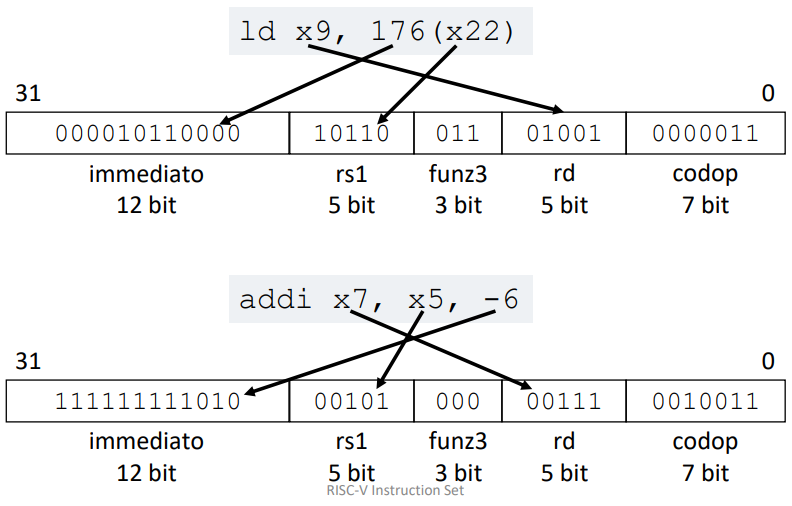 ld x9, 176(x22)
31 0
000010110000 10110 011 01001 0000011
immediato rs1 funz3 rd codop
12 bit 5 bit 3 bit 5 bit 7 bit
addi x7, x5, -6
31 0
111111111010 00101 000 00111 0010011
immediato rs1 funz3 rd codop
12 bit 5 bit 3 bit 5 bit 7 bit
RISC-V Instruction Set